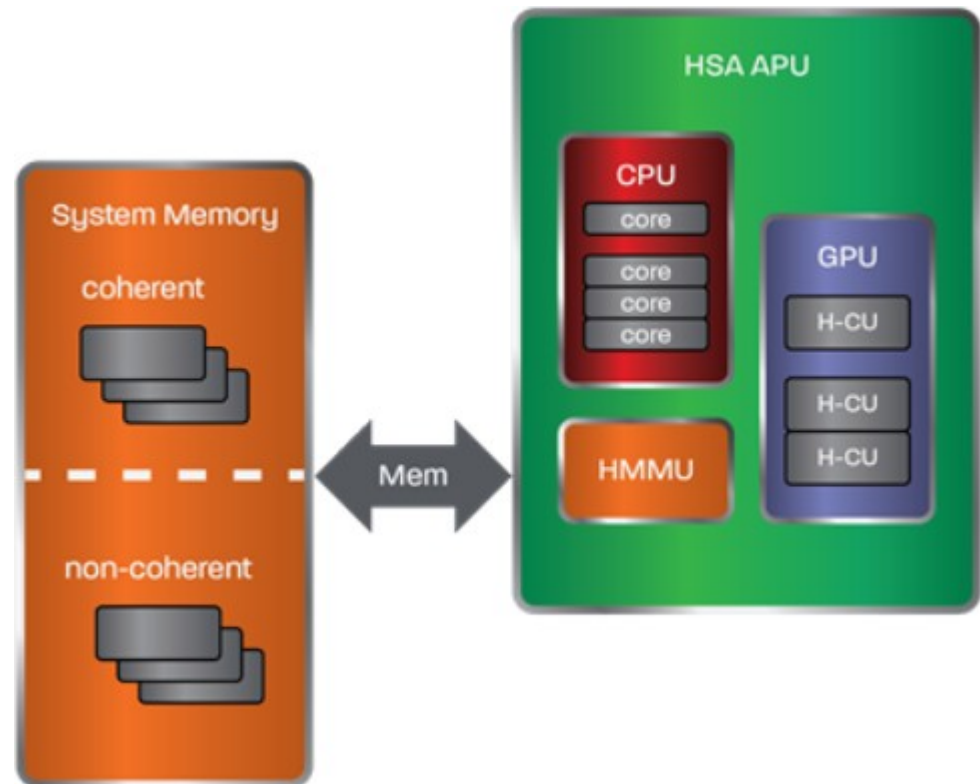 System Memory
coherent
non-coherent
Mem
HSA APU
CPU
core
core
core
core
HMMU
GPU
H-CU
H-CU
H-CU